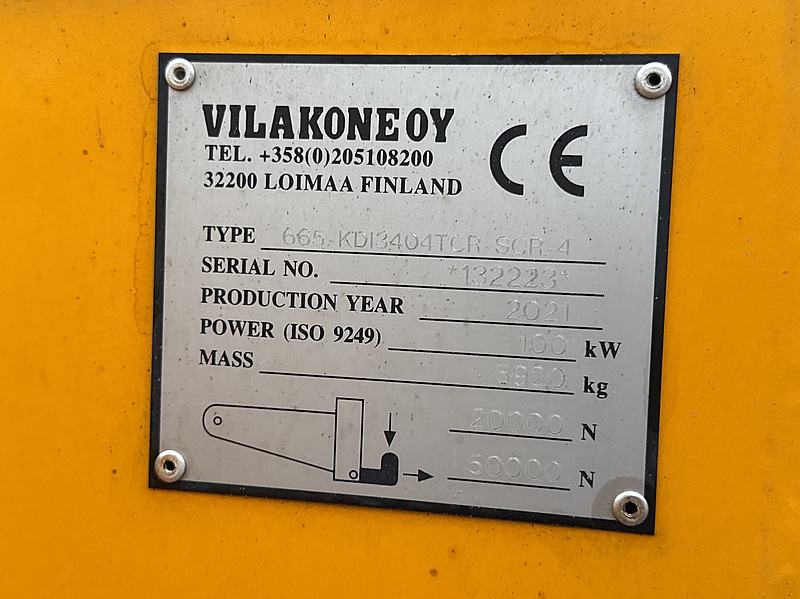 VILAKONE OY
TEL. +358(0)205108200
32200 LOIMAA FINLAND
CE
TYPE 665-KDI3404TCR-SCR-4
SERIAL NO. *132223*
PRODUCTION YEAR 2021
POWER (ISO 9249) 100 kW
MASS 5820 kg
20000 N
50000 N